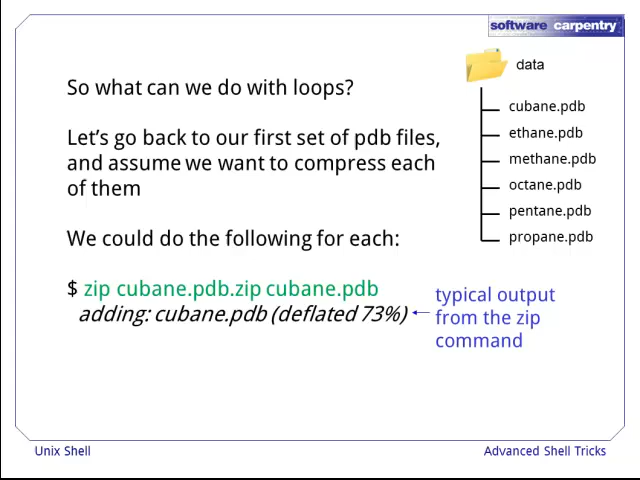 software carpentry
So what can we do with loops?
Let’s go back to our first set of pdb files,
and assume we want to compress each
of them
We could do the following for each:
$ zip cubane.pdb.zip cubane.pdb
adding: cubane.pdb (deflated 73%)
typical output
from the zip
command
data
cubane.pdb
ethane.pdb
methane.pdb
octane.pdb
pentane.pdb
propane.pdb
Unix Shell
Advanced Shell Tricks